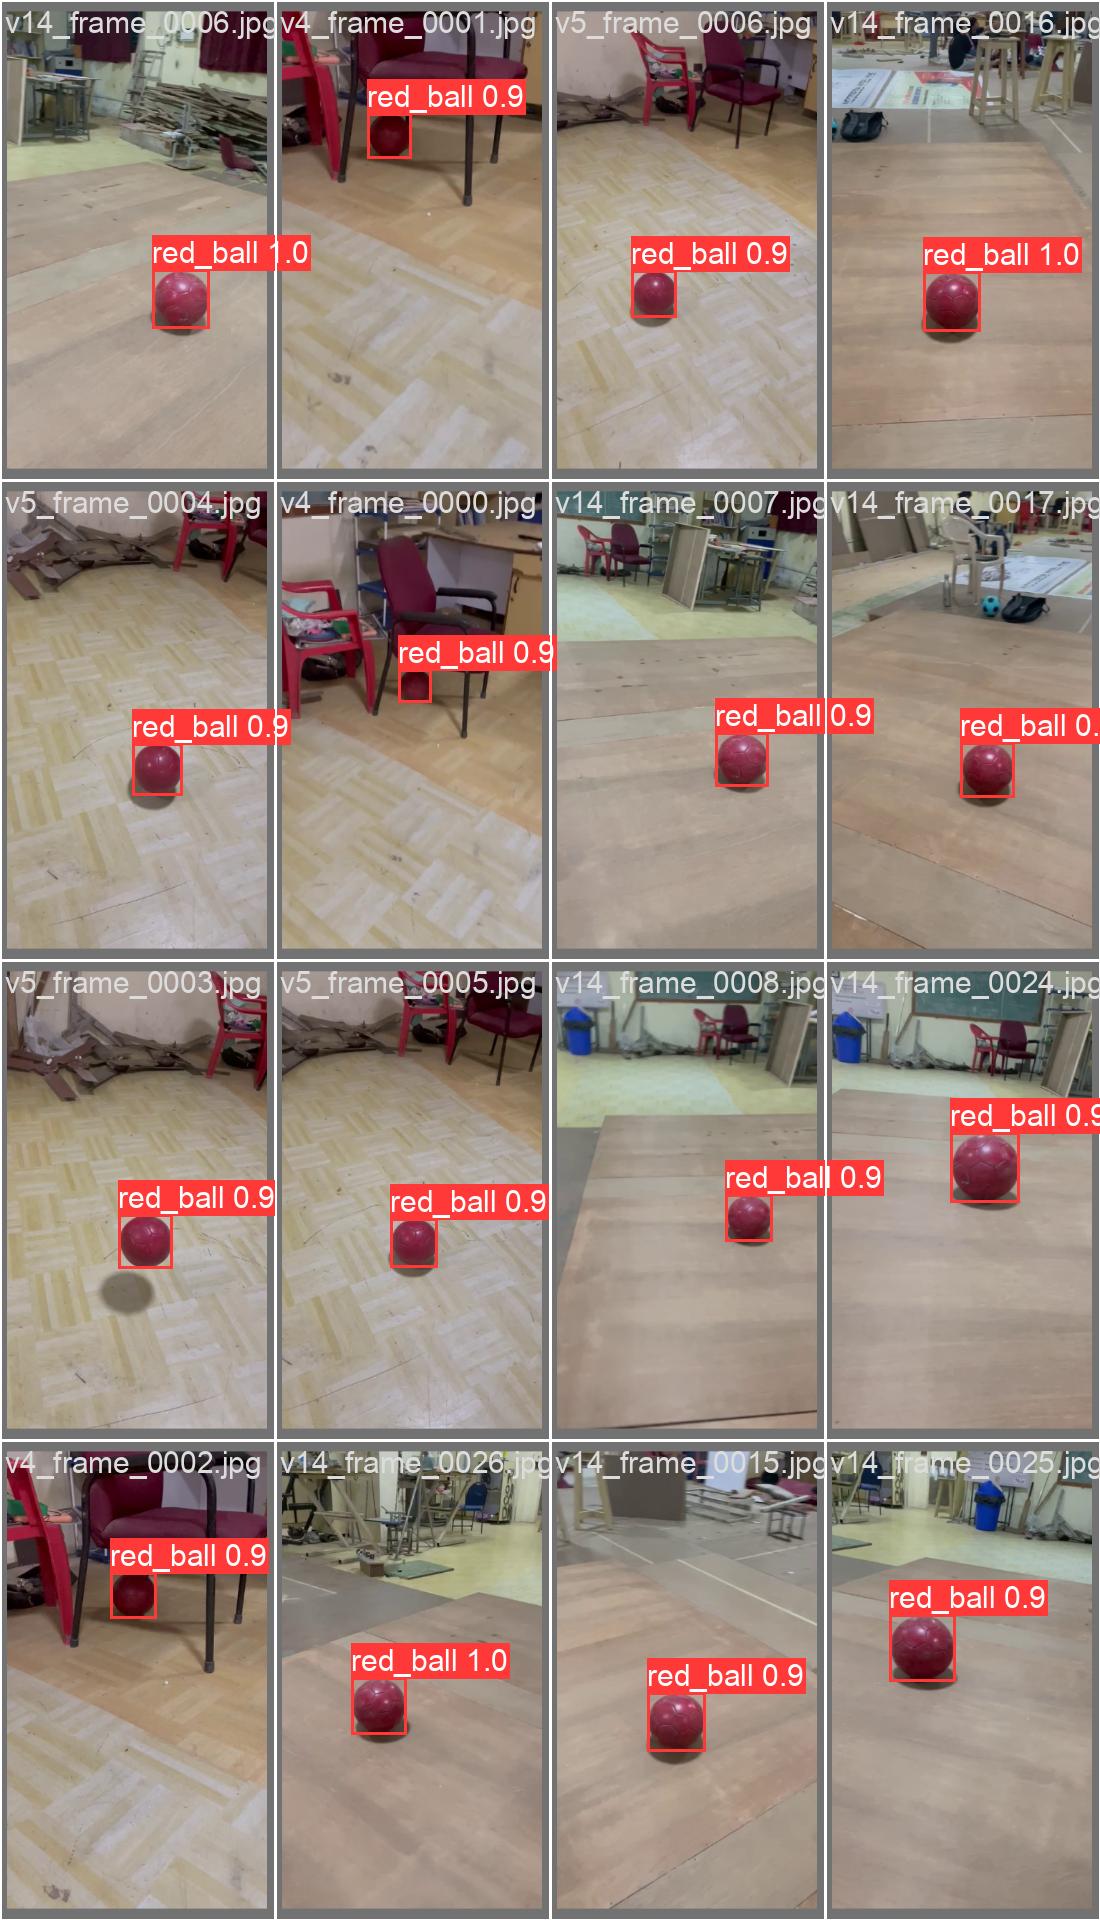 v14_frame_0006.jpg
red_ball 1.0
v4_frame_0001.jpg
red_ball 0.9
v5_frame_0006.jpg
red_ball 0.9
v14_frame_0016.jpg
red_ball 1.0
v5_frame_0004.jpg
red_ball 0.9
v4_frame_0000.jpg
red_ball 0.9
v14_frame_0007.jpg
red_ball 0.9
v14_frame_0017.jpg
red_ball 0.
v5_frame_0003.jpg
red_ball 0.9
v5_frame_0005.jpg
red_ball 0.9
v14_frame_0008.jpg
red_ball 0.9
v14_frame_0024.jpg
red_ball 0.9
v4_frame_0002.jpg
red_ball 0.9
v14_frame_0026.jpg
red_ball 1.0
v14_frame_0015.jpg
red_ball 0.9
v14_frame_0025.jpg
red_ball 0.9